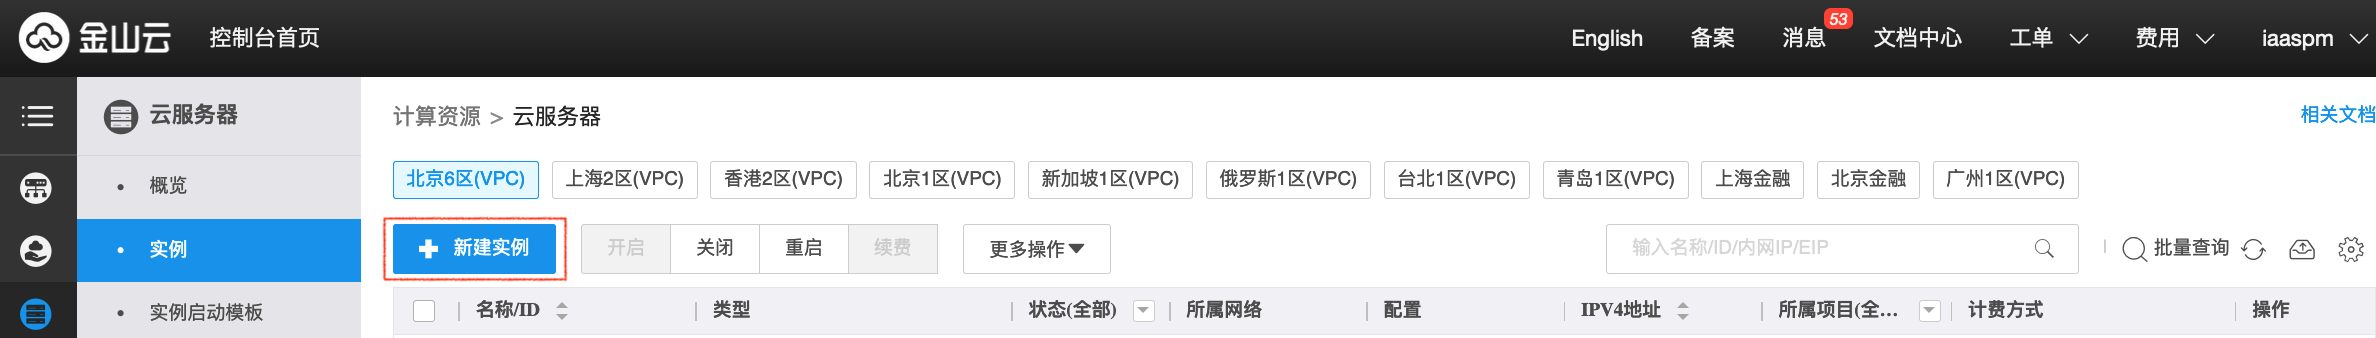 金山云 控制台首页 English 备案 消息 53 文档中心 工单 费用 iaaspm
云服务器
计算资源 > 云服务器 相关文档
概览
北京6区(VPC) 上海2区(VPC) 香港2区(VPC) 北京1区(VPC) 新加坡1区(VPC) 俄罗斯1区(VPC) 台北1区(VPC) 青岛1区(VPC) 上海金融 北京金融 广州1区(VPC)
实例
新建实例 开启 关闭 重启 续费 更多操作 输入名称/ID/内网IP/EIP 批量查询
实例启动模板
名称/ID 类型 状态(全部) 所属网络 配置 IPV4地址 所属项目(全... 计费方式 操作